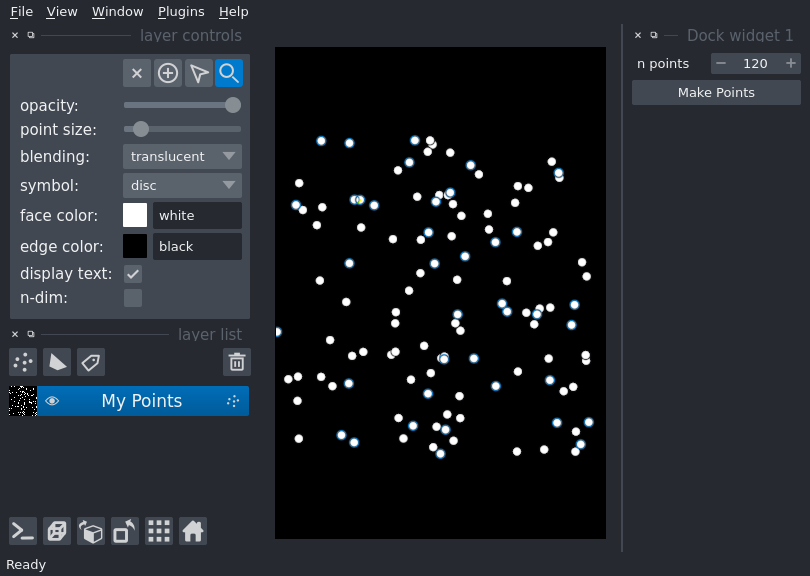 File View Window Plugins Help
layer controls
opacity:
point size:
blending: translucent
symbol: disc
face color: white
edge color: black
display text:
n-dim:
layer list
My Points
Ready
Dock widget 1
n points 120
Make Points